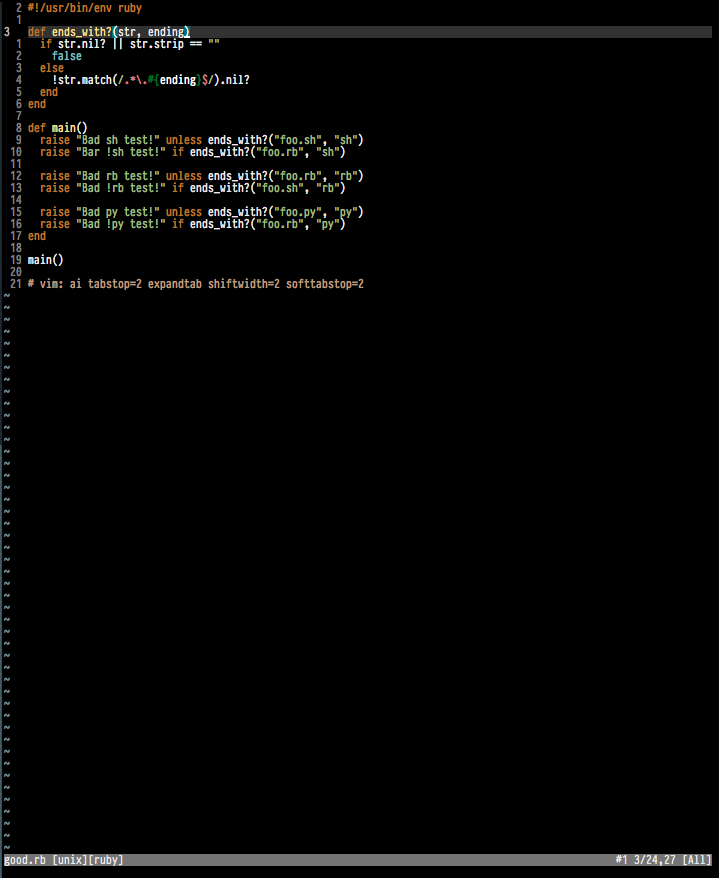 2 #!/usr/bin/env ruby
1
3 def ends_with?(str, ending)
1 if str.nil? || str.strip == ""
2 false
3 else
4 !str.match(/.*\.#{ending}$/).nil?
5 end
6 end
7
8 def main()
9 raise "Bad sh test!" unless ends_with?("foo.sh", "sh")
10 raise "Bar !sh test!" if ends_with?("foo.rb", "sh")
11
12 raise "Bad rb test!" unless ends_with?("foo.rb", "rb")
13 raise "Bad !rb test!" if ends_with?("foo.sh", "rb")
14
15 raise "Bad py test!" unless ends_with?("foo.py", "py")
16 raise "Bad !py test!" if ends_with?("foo.rb", "py")
17 end
18
19 main()
20
21 # vim: ai tabstop=2 expandtab shiftwidth=2 softtabstop=2
good.rb [unix][ruby] #1 3/24,27 [All]